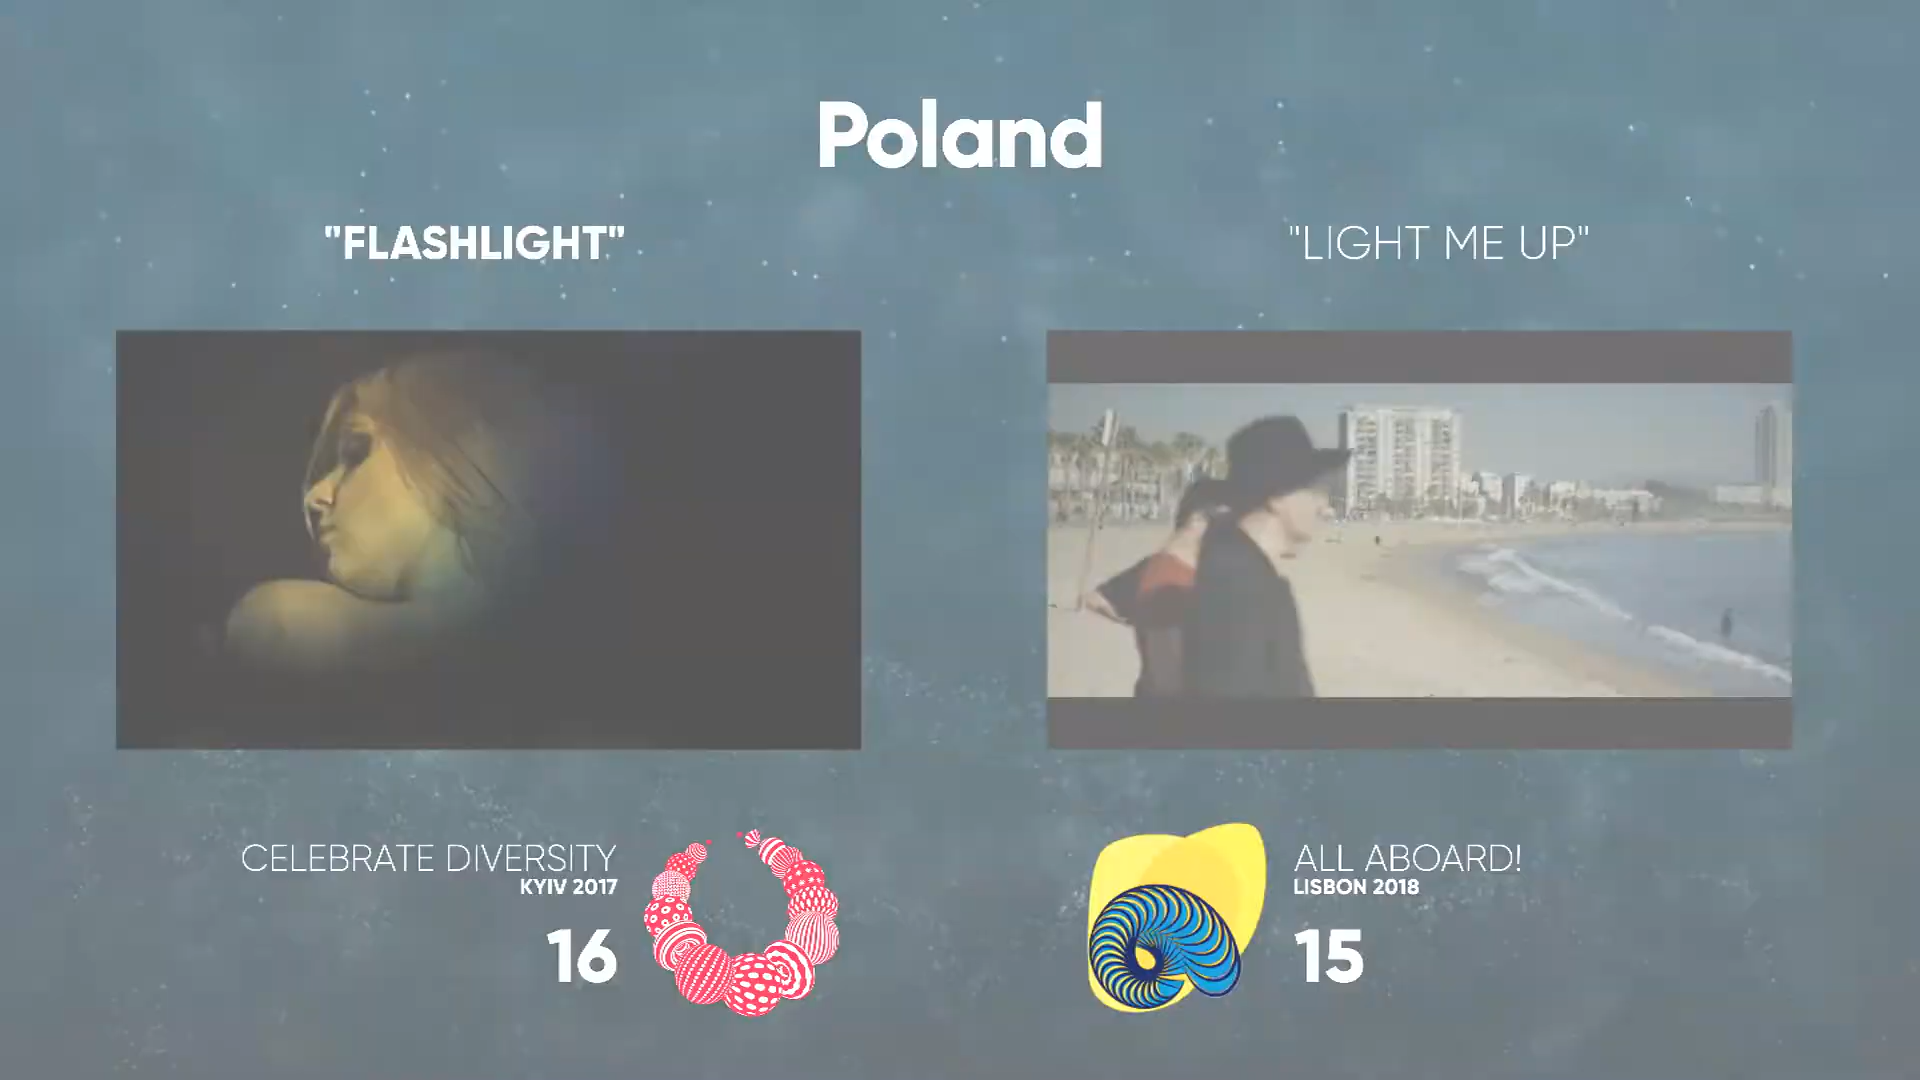 Poland
"FLASHLIGHT"
"LIGHT ME UP"
CELEBRATE DIVERSITY
KYIV 2017
16
ALL ABOARD!
LISBON 2018
15